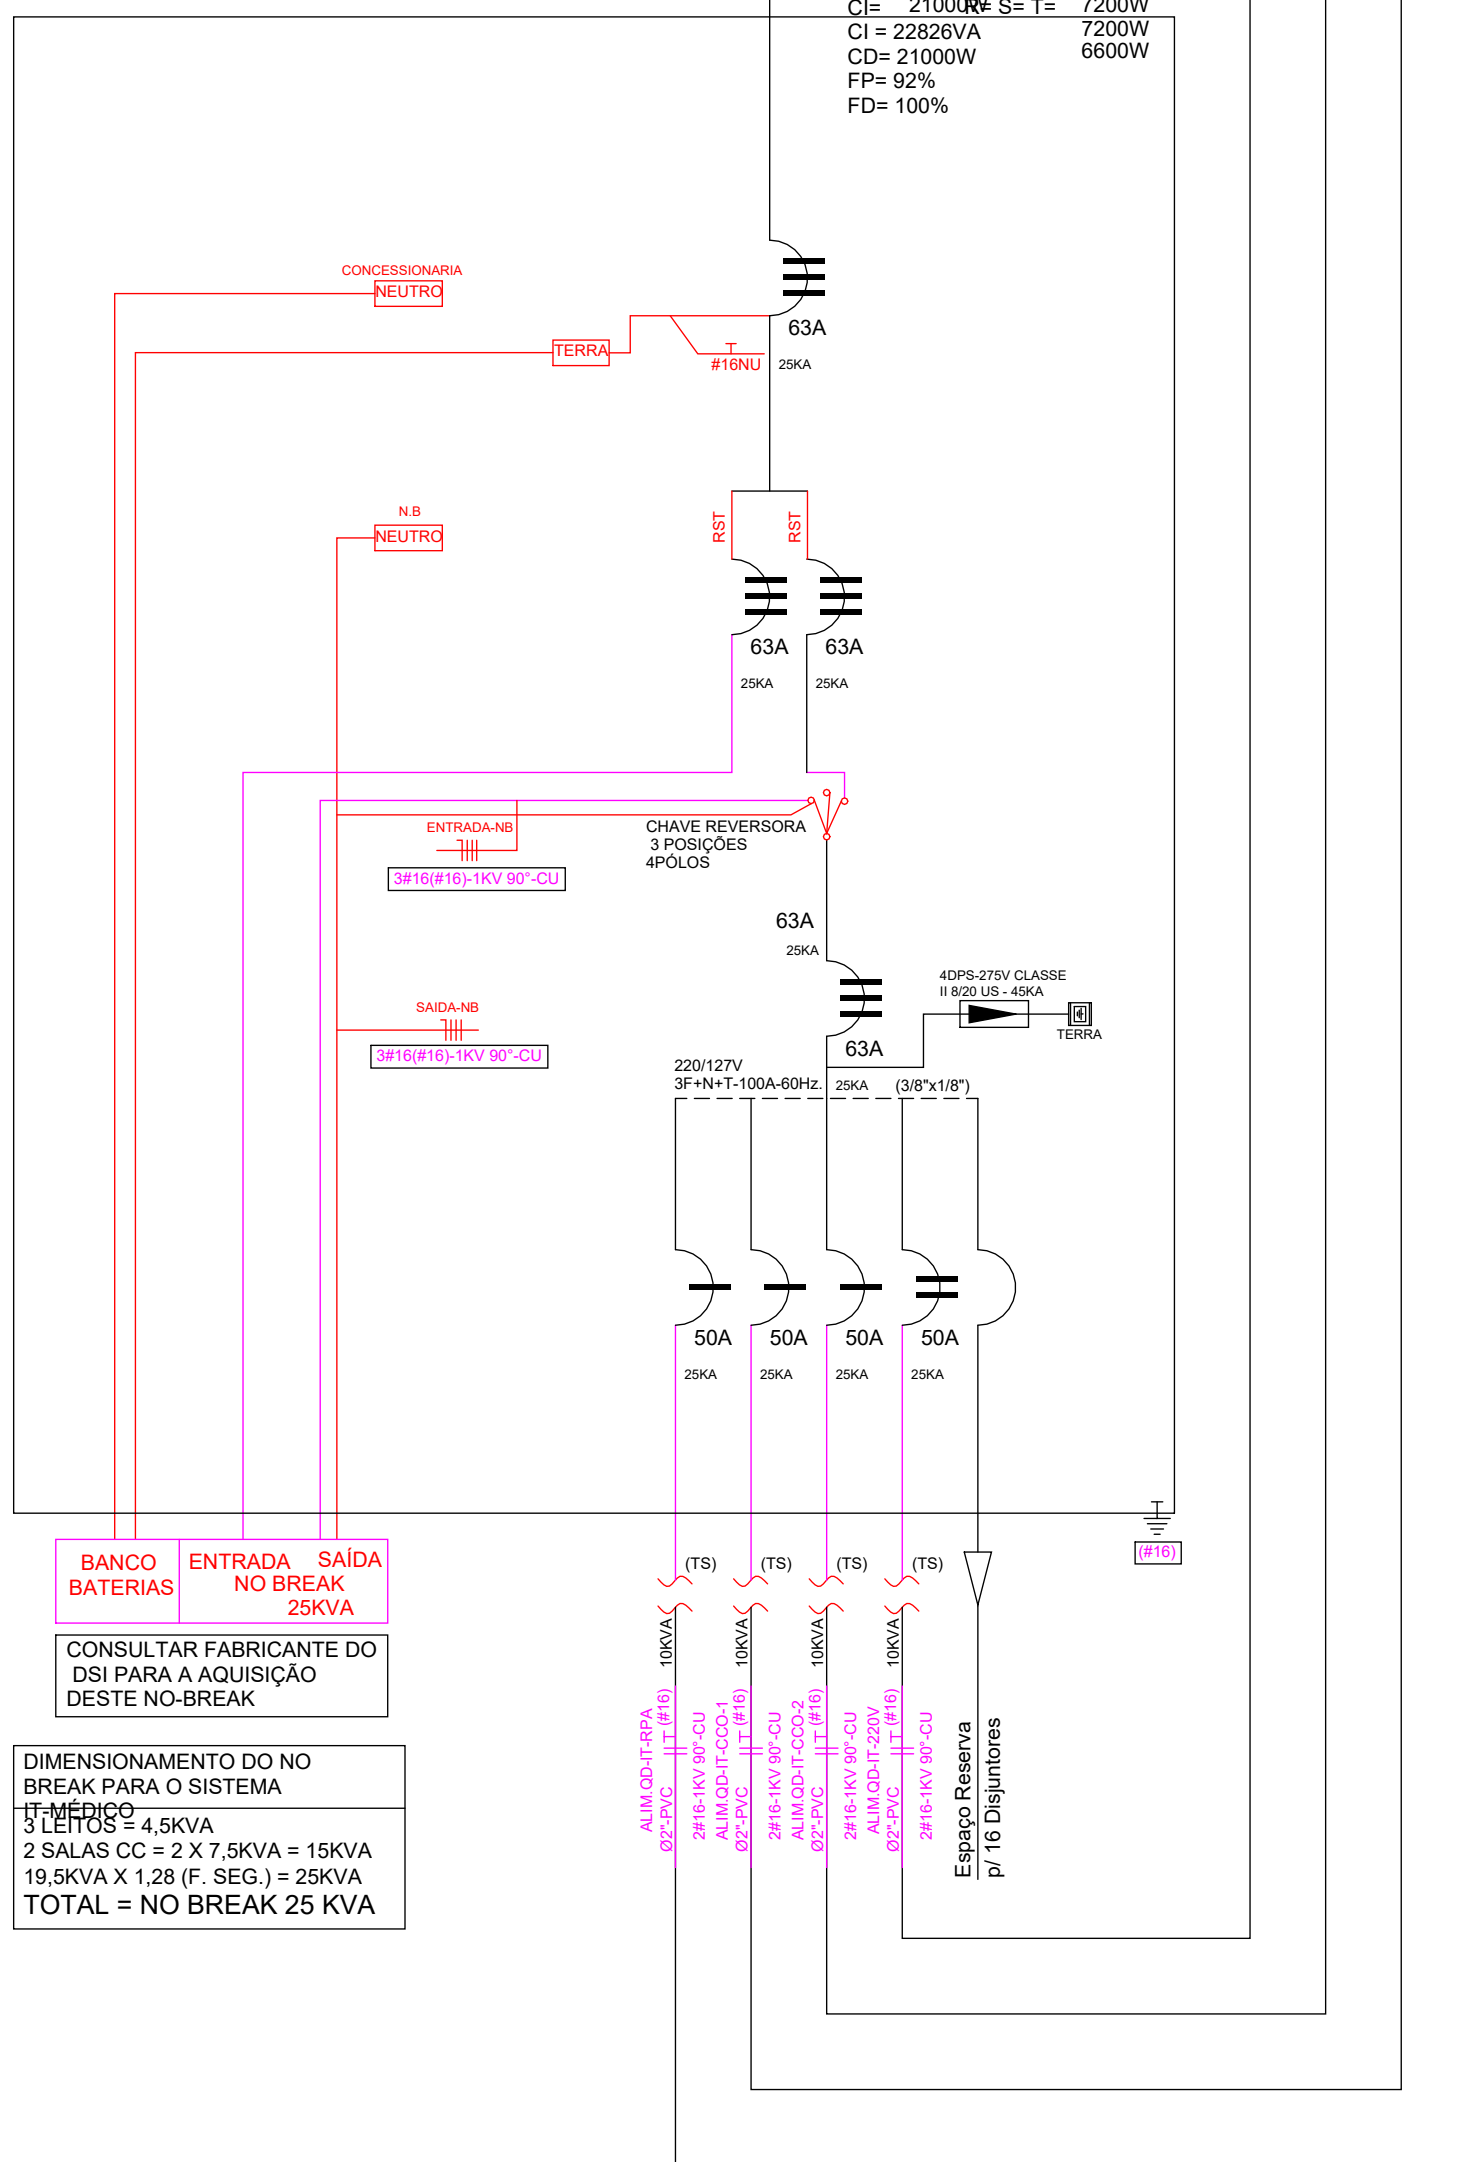 CI= 21000W R= S= T= 7200W
CI = 22826VA 7200W
CD= 21000W 6600W
FP= 92%
FD= 100%
CONCESSIONARIA
NEUTRO
63A
TERRA
#16NU
25KA
N.B
NEUTRO
RST
RST
63A
63A
25KA
25KA
ENTRADA-NB
3#16(#16)-1KV 90°-CU
CHAVE REVERSORA
3 POSIÇÕES
4PÓLOS
63A
25KA
4DPS-275V CLASSE
II 8/20 US - 45KA
TERRA
SAIDA-NB
3#16(#16)-1KV 90°-CU
63A
220/127V
3F+N+T-100A-60Hz.
25KA
(3/8"x1/8")
50A
50A
50A
50A
25KA
25KA
25KA
25KA
(#16)
BANCO
BATERIAS
ENTRADA SAÍDA
NO BREAK
25KVA
(TS)
(TS)
(TS)
(TS)
CONSULTAR FABRICANTE DO
DSI PARA A AQUISIÇÃO
DESTE NO-BREAK
10KVA
10KVA
10KVA
10KVA
ALIM.QD-IT-RPA
Ø2"-PVC T (#16)
2#16-1KV 90°-CU
ALIM.QD-IT-CCO-1
Ø2"-PVC T (#16)
2#16-1KV 90°-CU
ALIM.QD-IT-CCO-2
Ø2"-PVC T (#16)
2#16-1KV 90°-CU
ALIM.QD-IT-220V
Ø2"-PVC T (#16)
2#16-1KV 90°-CU
Espaço Reserva
p/ 16 Disjuntores
DIMENSIONAMENTO DO NO
BREAK PARA O SISTEMA
IT-MÉDICO
3 LEITOS = 4,5KVA
2 SALAS CC = 2 X 7,5KVA = 15KVA
19,5KVA X 1,28 (F. SEG.) = 25KVA
TOTAL = NO BREAK 25 KVA